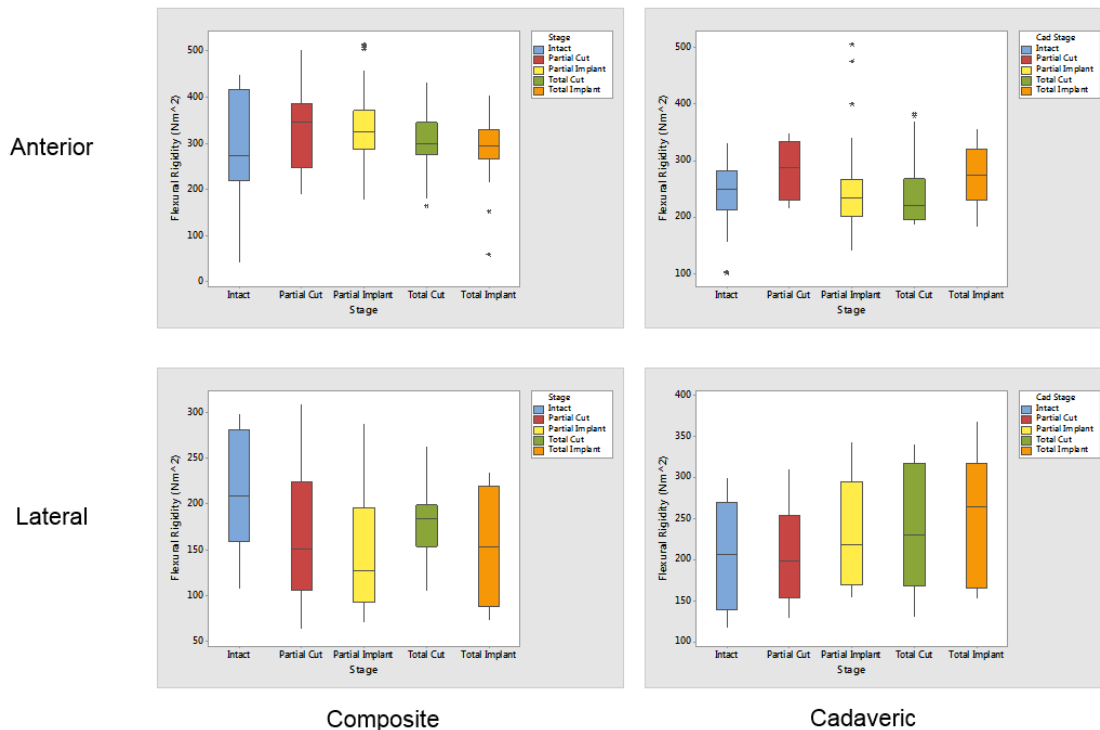 Anterior
Flexural Rigidity (Nm^2)
500
400
300
200
100
0
Intact
Partial Cut
Partial Implant
Total Cut
Total Implant
Stage
Stage
Intact
Partial Cut
Partial Implant
Total Cut
Total Implant
Flexural Rigidity (Nm^2)
500
400
300
200
100
Intact
Partial Cut
Partial Implant
Total Cut
Total Implant
Stage
Cad Stage
Intact
Partial Cut
Partial Implant
Total Cut
Total Implant
Lateral
Flexural Rigidity (Nm^2)
300
250
200
150
100
50
Intact
Partial Cut
Partial Implant
Total Cut
Total Implant
Stage
Stage
Intact
Partial Cut
Partial Implant
Total Cut
Total Implant
Flexural Rigidity (Nm^2)
400
350
300
250
200
150
100
Intact
Partial Cut
Partial Implant
Total Cut
Total Implant
Stage
Cad Stage
Intact
Partial Cut
Partial Implant
Total Cut
Total Implant
Composite
Cadaveric